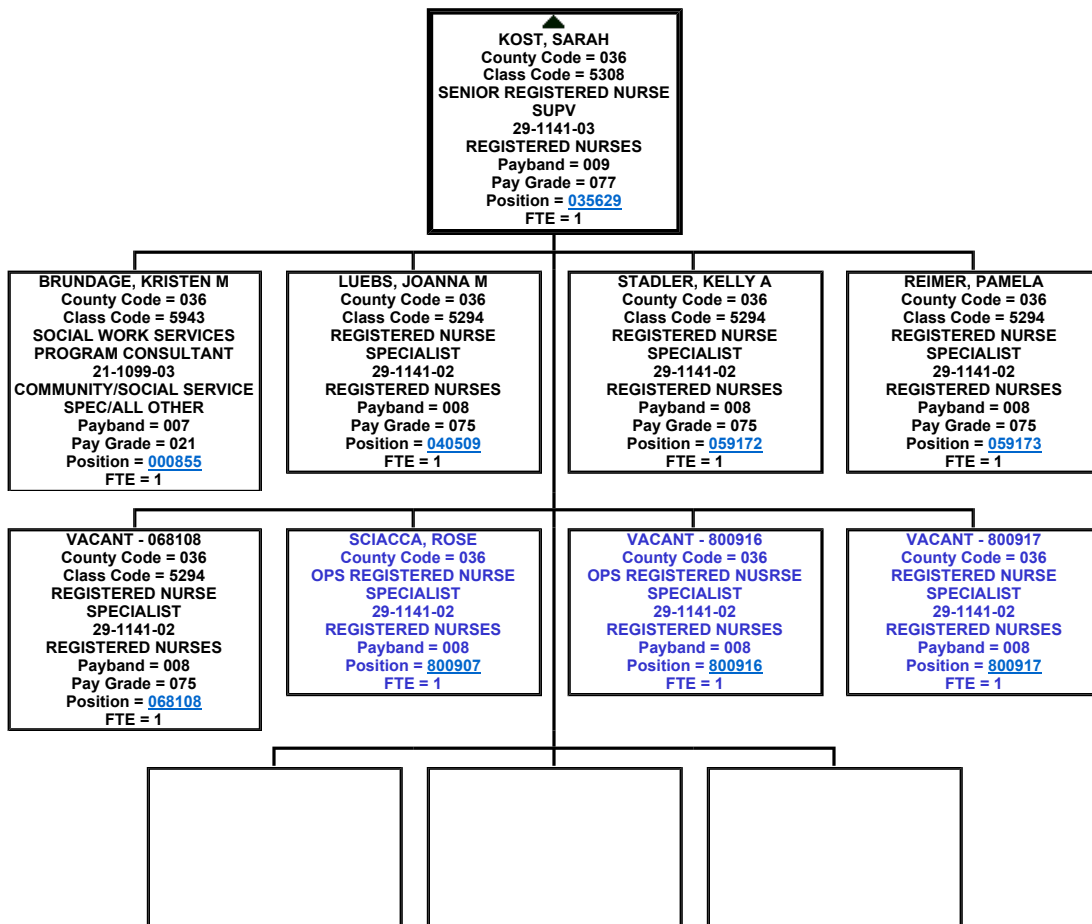 KOST, SARAH
County Code = 036
Class Code = 5308
SENIOR REGISTERED NURSE
SUPV
29-1141-03
REGISTERED NURSES
Payband = 009
Pay Grade = 077
Position = 035629
FTE = 1
BRUNDAGE, KRISTEN M
County Code = 036
Class Code = 5943
SOCIAL WORK SERVICES
PROGRAM CONSULTANT
21-1099-03
COMMUNITY/SOCIAL SERVICE
SPEC/ALL OTHER
Payband = 007
Pay Grade = 021
Position = 000855
FTE = 1
LUEBS, JOANNA M
County Code = 036
Class Code = 5294
REGISTERED NURSE
SPECIALIST
29-1141-02
REGISTERED NURSES
Payband = 008
Pay Grade = 075
Position = 040509
FTE = 1
STADLER, KELLY A
County Code = 036
Class Code = 5294
REGISTERED NURSE
SPECIALIST
29-1141-02
REGISTERED NURSES
Payband = 008
Pay Grade = 075
Position = 059172
FTE = 1
REIMER, PAMELA
County Code = 036
Class Code = 5294
REGISTERED NURSE
SPECIALIST
29-1141-02
REGISTERED NURSES
Payband = 008
Pay Grade = 075
Position = 059173
FTE = 1
VACANT - 068108
County Code = 036
Class Code = 5294
REGISTERED NURSE
SPECIALIST
29-1141-02
REGISTERED NURSES
Payband = 008
Pay Grade = 075
Position = 068108
FTE = 1
SCIACCA, ROSE
County Code = 036
OPS REGISTERED NURSE
SPECIALIST
29-1141-02
REGISTERED NURSES
Payband = 008
Position = 800907
FTE = 1
VACANT - 800916
County Code = 036
OPS REGISTERED NUSRSE
SPECIALIST
29-1141-02
REGISTERED NURSES
Payband = 008
Position = 800916
FTE = 1
VACANT - 800917
County Code = 036
REGISTERED NURSE
SPECIALIST
29-1141-02
REGISTERED NURSES
Payband = 008
Position = 800917
FTE = 1